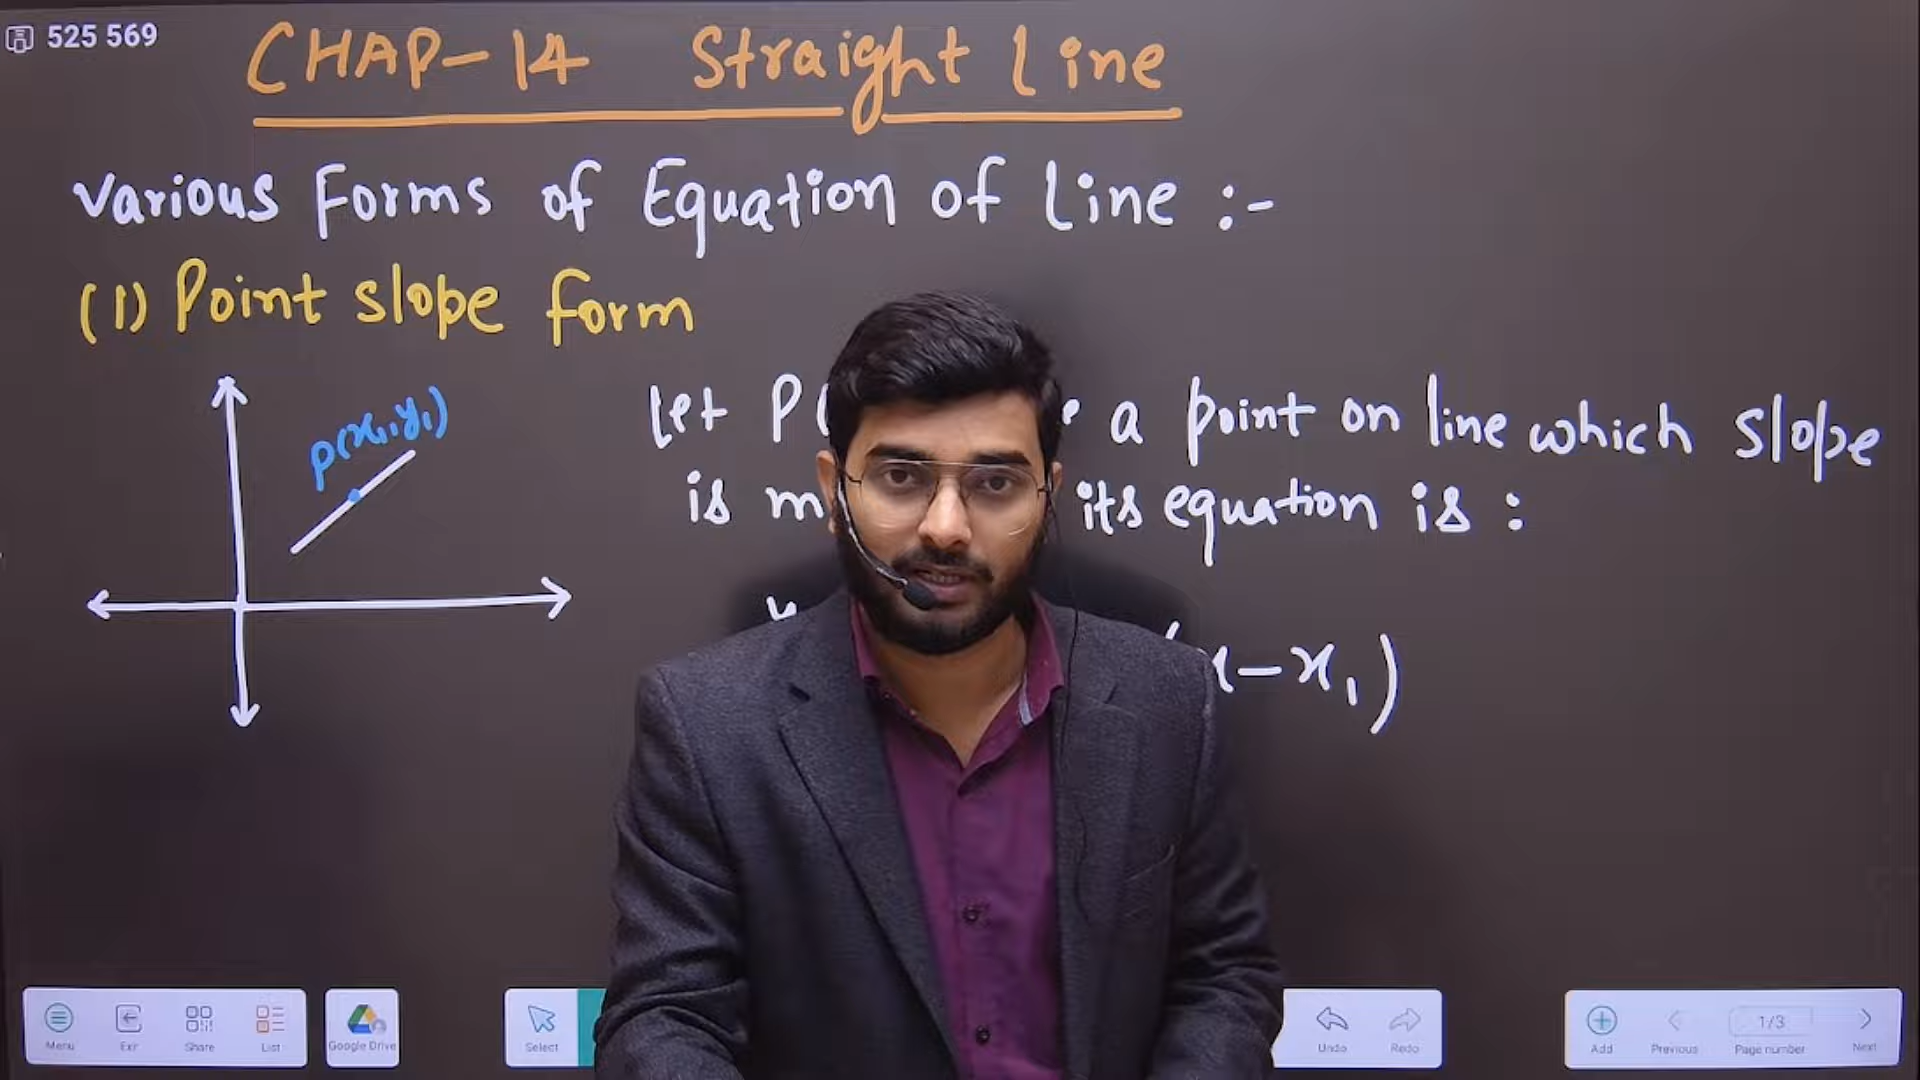 525 569
CHAP-14 Straight Line
Various Forms of Equation of Line :-
(1) Point slope form
P(x₁,y₁)
Let P( a point on line which slope
is m its equation is :
y
(x-x₁)
Menu Exit Share List Google Drive Select Undo Redo Add Previous 1/3 Page number Next